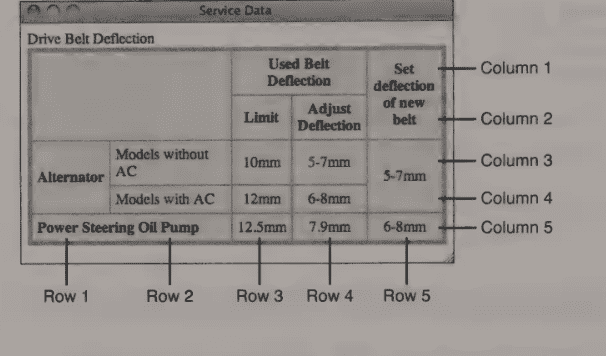 Service Data
Drive Belt Deflection
Used Belt
Deflection
Set
deflection
of new
belt
Limit
Adjust
Deflection
Alternator
Models without
AC
10mm
5-7mm
5-7mm
Models with AC
12mm
6-8mm
Power Steering Oil Pump
12.5mm
7.9mm
6-8mm
Column 1
Column 2
Column 3
Column 4
Column 5
Row 1
Row 2
Row 3
Row 4
Row 5